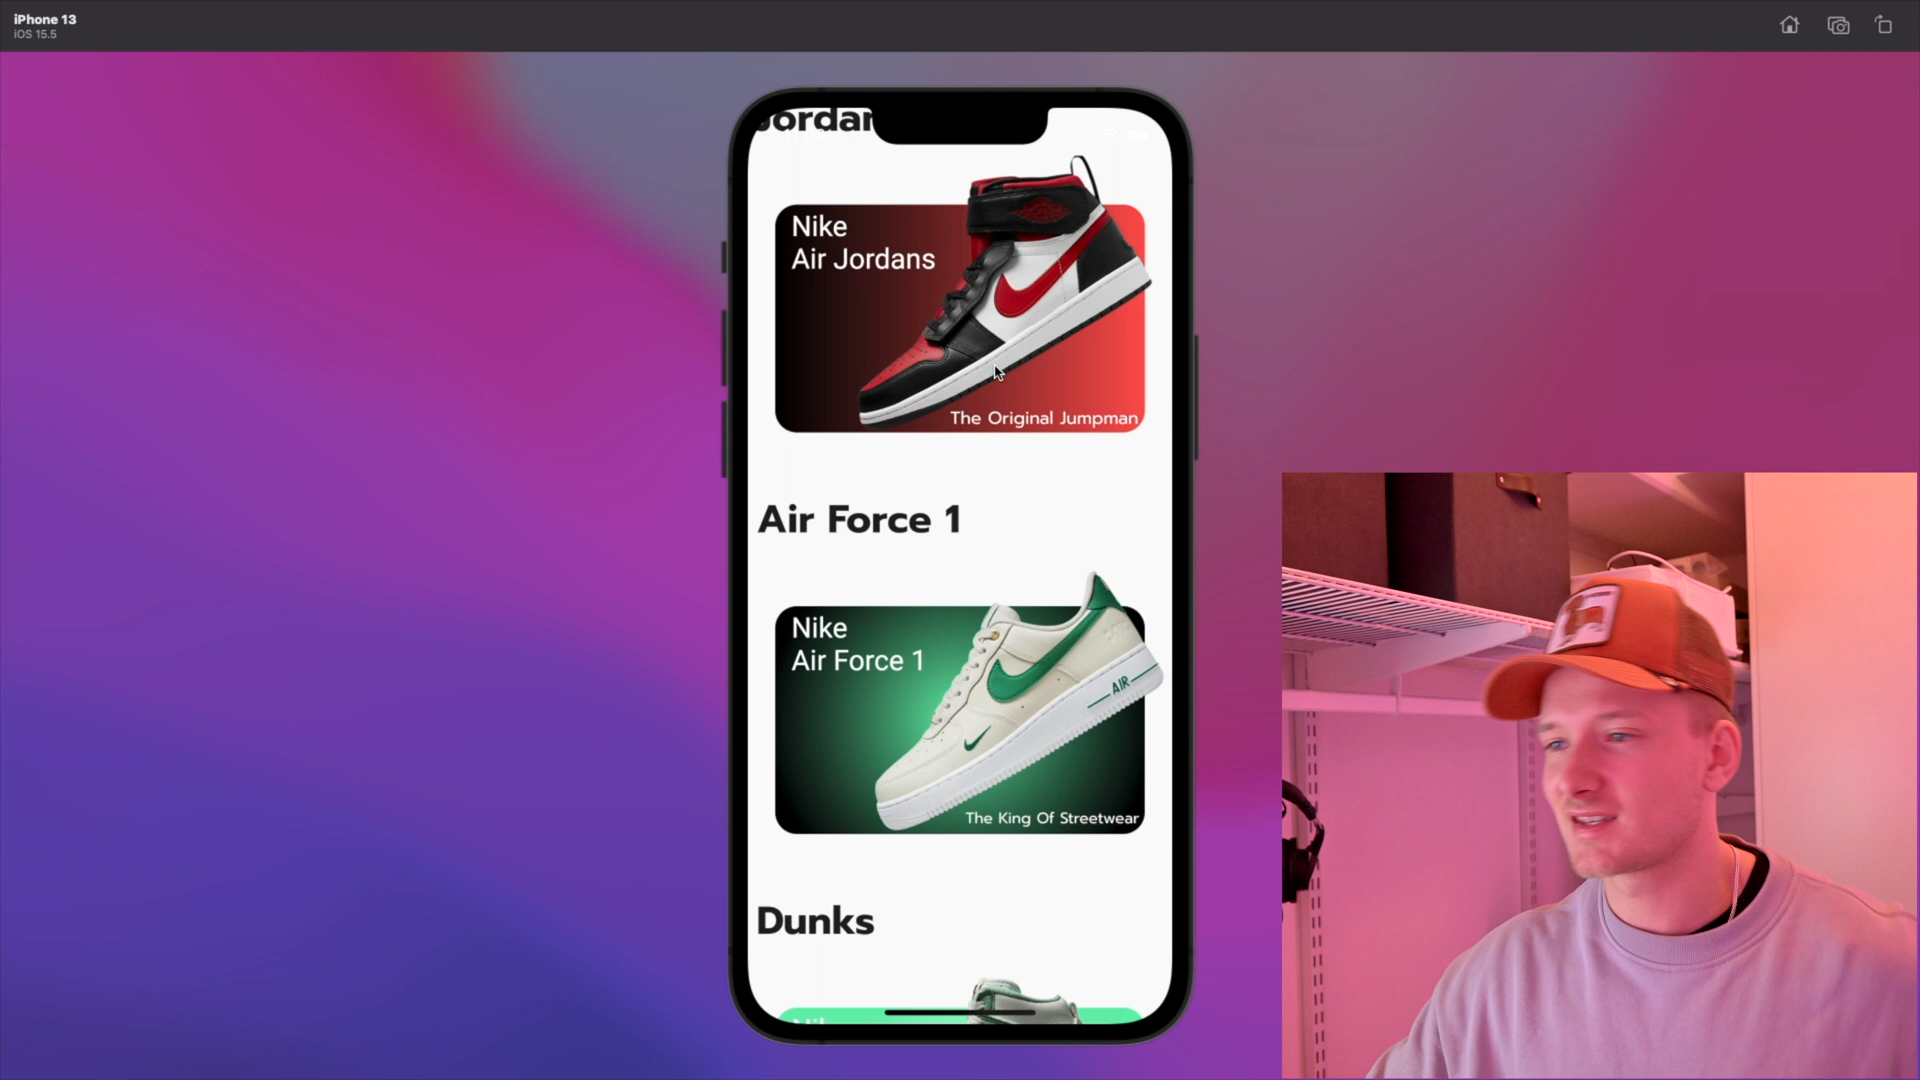 iPhone 13
iOS 15.5
Nike
Air Jordans
The Original Jumpman
Air Force 1
Nike
Air Force 1
AIR
The King Of Streetwear
Dunks